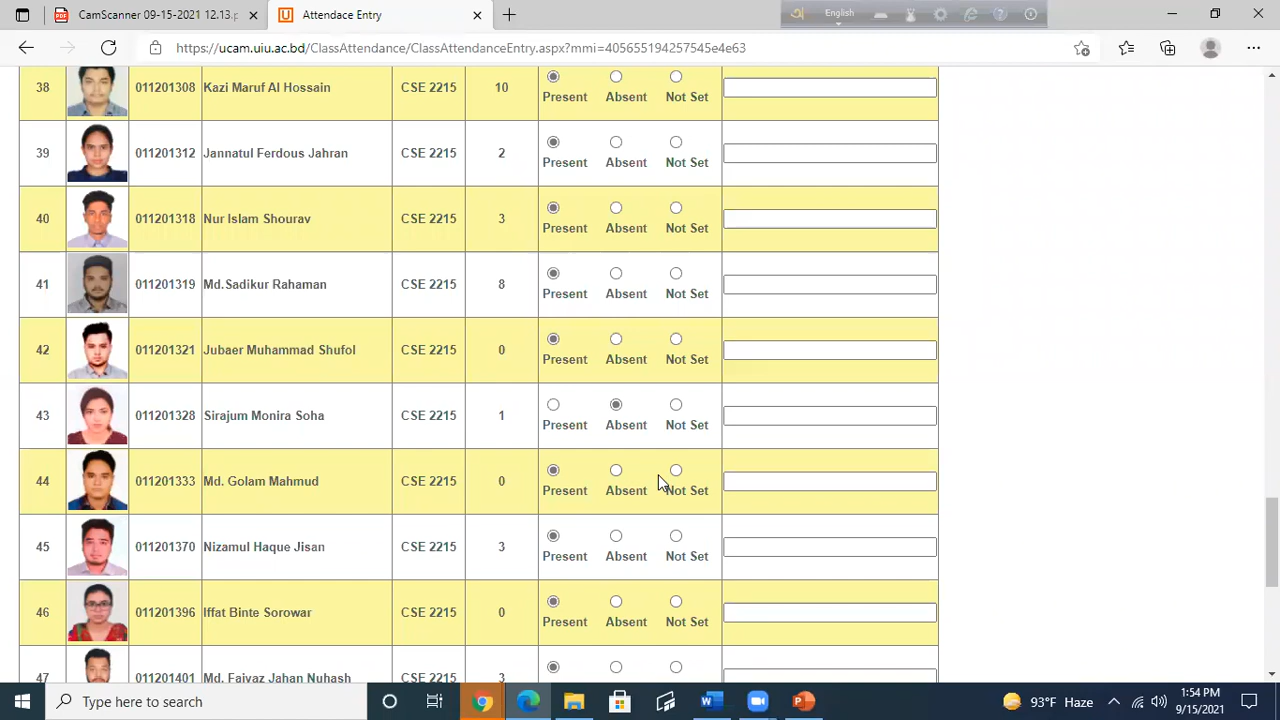 CamScanner 09-15-2021 12.13
Attendance Entry
English
https://ucam.uiu.ac.bd/ClassAttendance/ClassAttendanceEntry.aspx?mmi=405655194257545e4e63
38 011201308 Kazi Maruf Al Hossain CSE 2215 10 Present Absent Not Set
39 011201312 Jannatul Ferdous Jahran CSE 2215 2 Present Absent Not Set
40 011201318 Nur Islam Shourav CSE 2215 3 Present Absent Not Set
41 011201319 Md.Sadikur Rahaman CSE 2215 8 Present Absent Not Set
42 011201321 Jubaer Muhammad Shufol CSE 2215 0 Present Absent Not Set
43 011201328 Sirajum Monira Soha CSE 2215 1 Present Absent Not Set
44 011201333 Md. Golam Mahmud CSE 2215 0 Present Absent Not Set
45 011201370 Nizamul Haque Jisan CSE 2215 3 Present Absent Not Set
46 011201396 Iffat Binte Sorowar CSE 2215 0 Present Absent Not Set
47 011201401 Md. Faiyaz Jahan Nuhash CSE 2215 3
Type here to search
93°F Haze
1:54 PM
9/15/2021